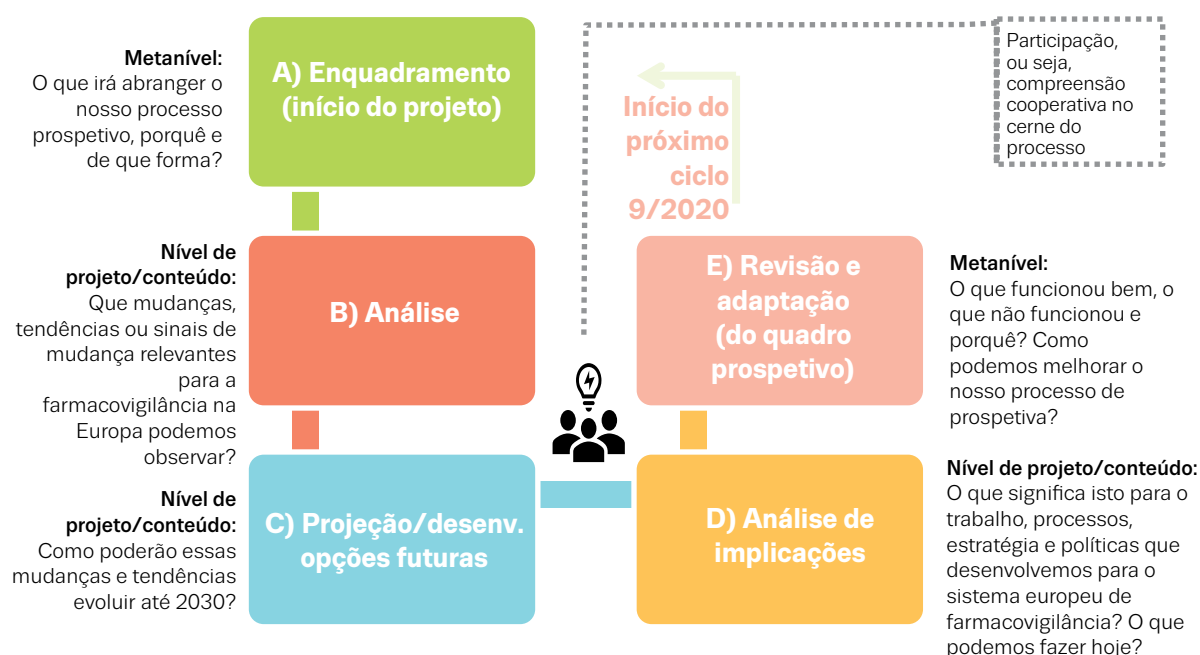 Metanível:
O que irá abranger o
nosso processo
prospetivo, porquê e
de que forma?
A) Enquadramento
(início do projeto)
Início do
próximo
ciclo
9/2020
Participação,
ou seja,
compreensão
cooperativa no
cerne do
processo
Nível de
projeto/conteúdo:
Que mudanças,
tendências ou sinais de
mudança relevantes
para a
farmacovigilância na
Europa podemos
observar?
B) Análise
E) Revisão e
adaptação
(do quadro
prospetivo)
Metanível:
O que funcionou bem, o
que não funcionou e
porquê? Como
podemos melhorar o
nosso processo de
prospetiva?
Nível de
projeto/conteúdo:
Como poderão essas
mudanças e tendências
evoluir até 2030?
C) Projeção/desenv.
opções futuras
D) Análise de
implicações
Nível de projeto/conteúdo:
O que significa isto para o
trabalho, processos,
estratégia e políticas que
desenvolvemos para o
sistema europeu de
farmacovigilância? O que
podemos fazer hoje?